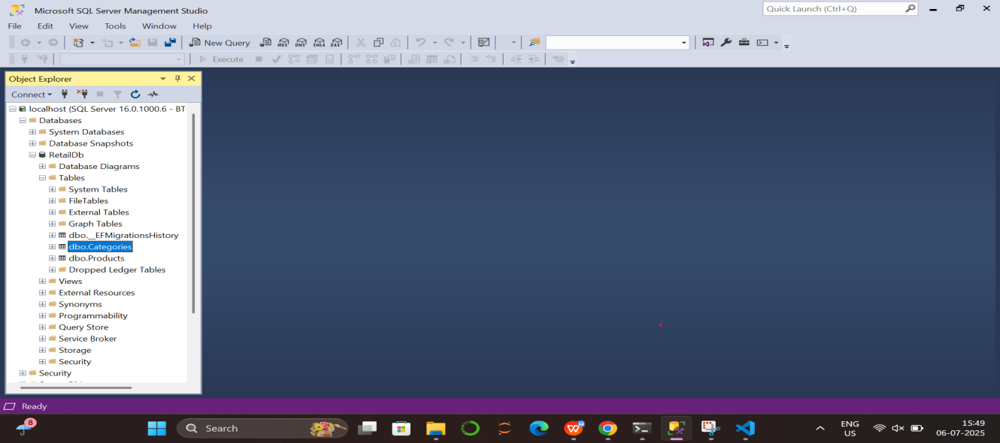 Microsoft SQL Server Management Studio
Quick Launch (Ctrl+Q)
File Edit View Tools Window Help
New Query MDX DMX XMLA DAX
Execute
Object Explorer
Connect
localhost (SQL Server 16.0.1000.6 - BT-
Databases
System Databases
Database Snapshots
RetailDb
Database Diagrams
Tables
System Tables
FileTables
External Tables
Graph Tables
dbo.__EFMigrationsHistory
dbo.Categories
dbo.Products
Dropped Ledger Tables
Views
External Resources
Synonyms
Programmability
Query Store
Service Broker
Storage
Security
Security
Ready
8
Search
ENG
US
15:49
06-07-2025